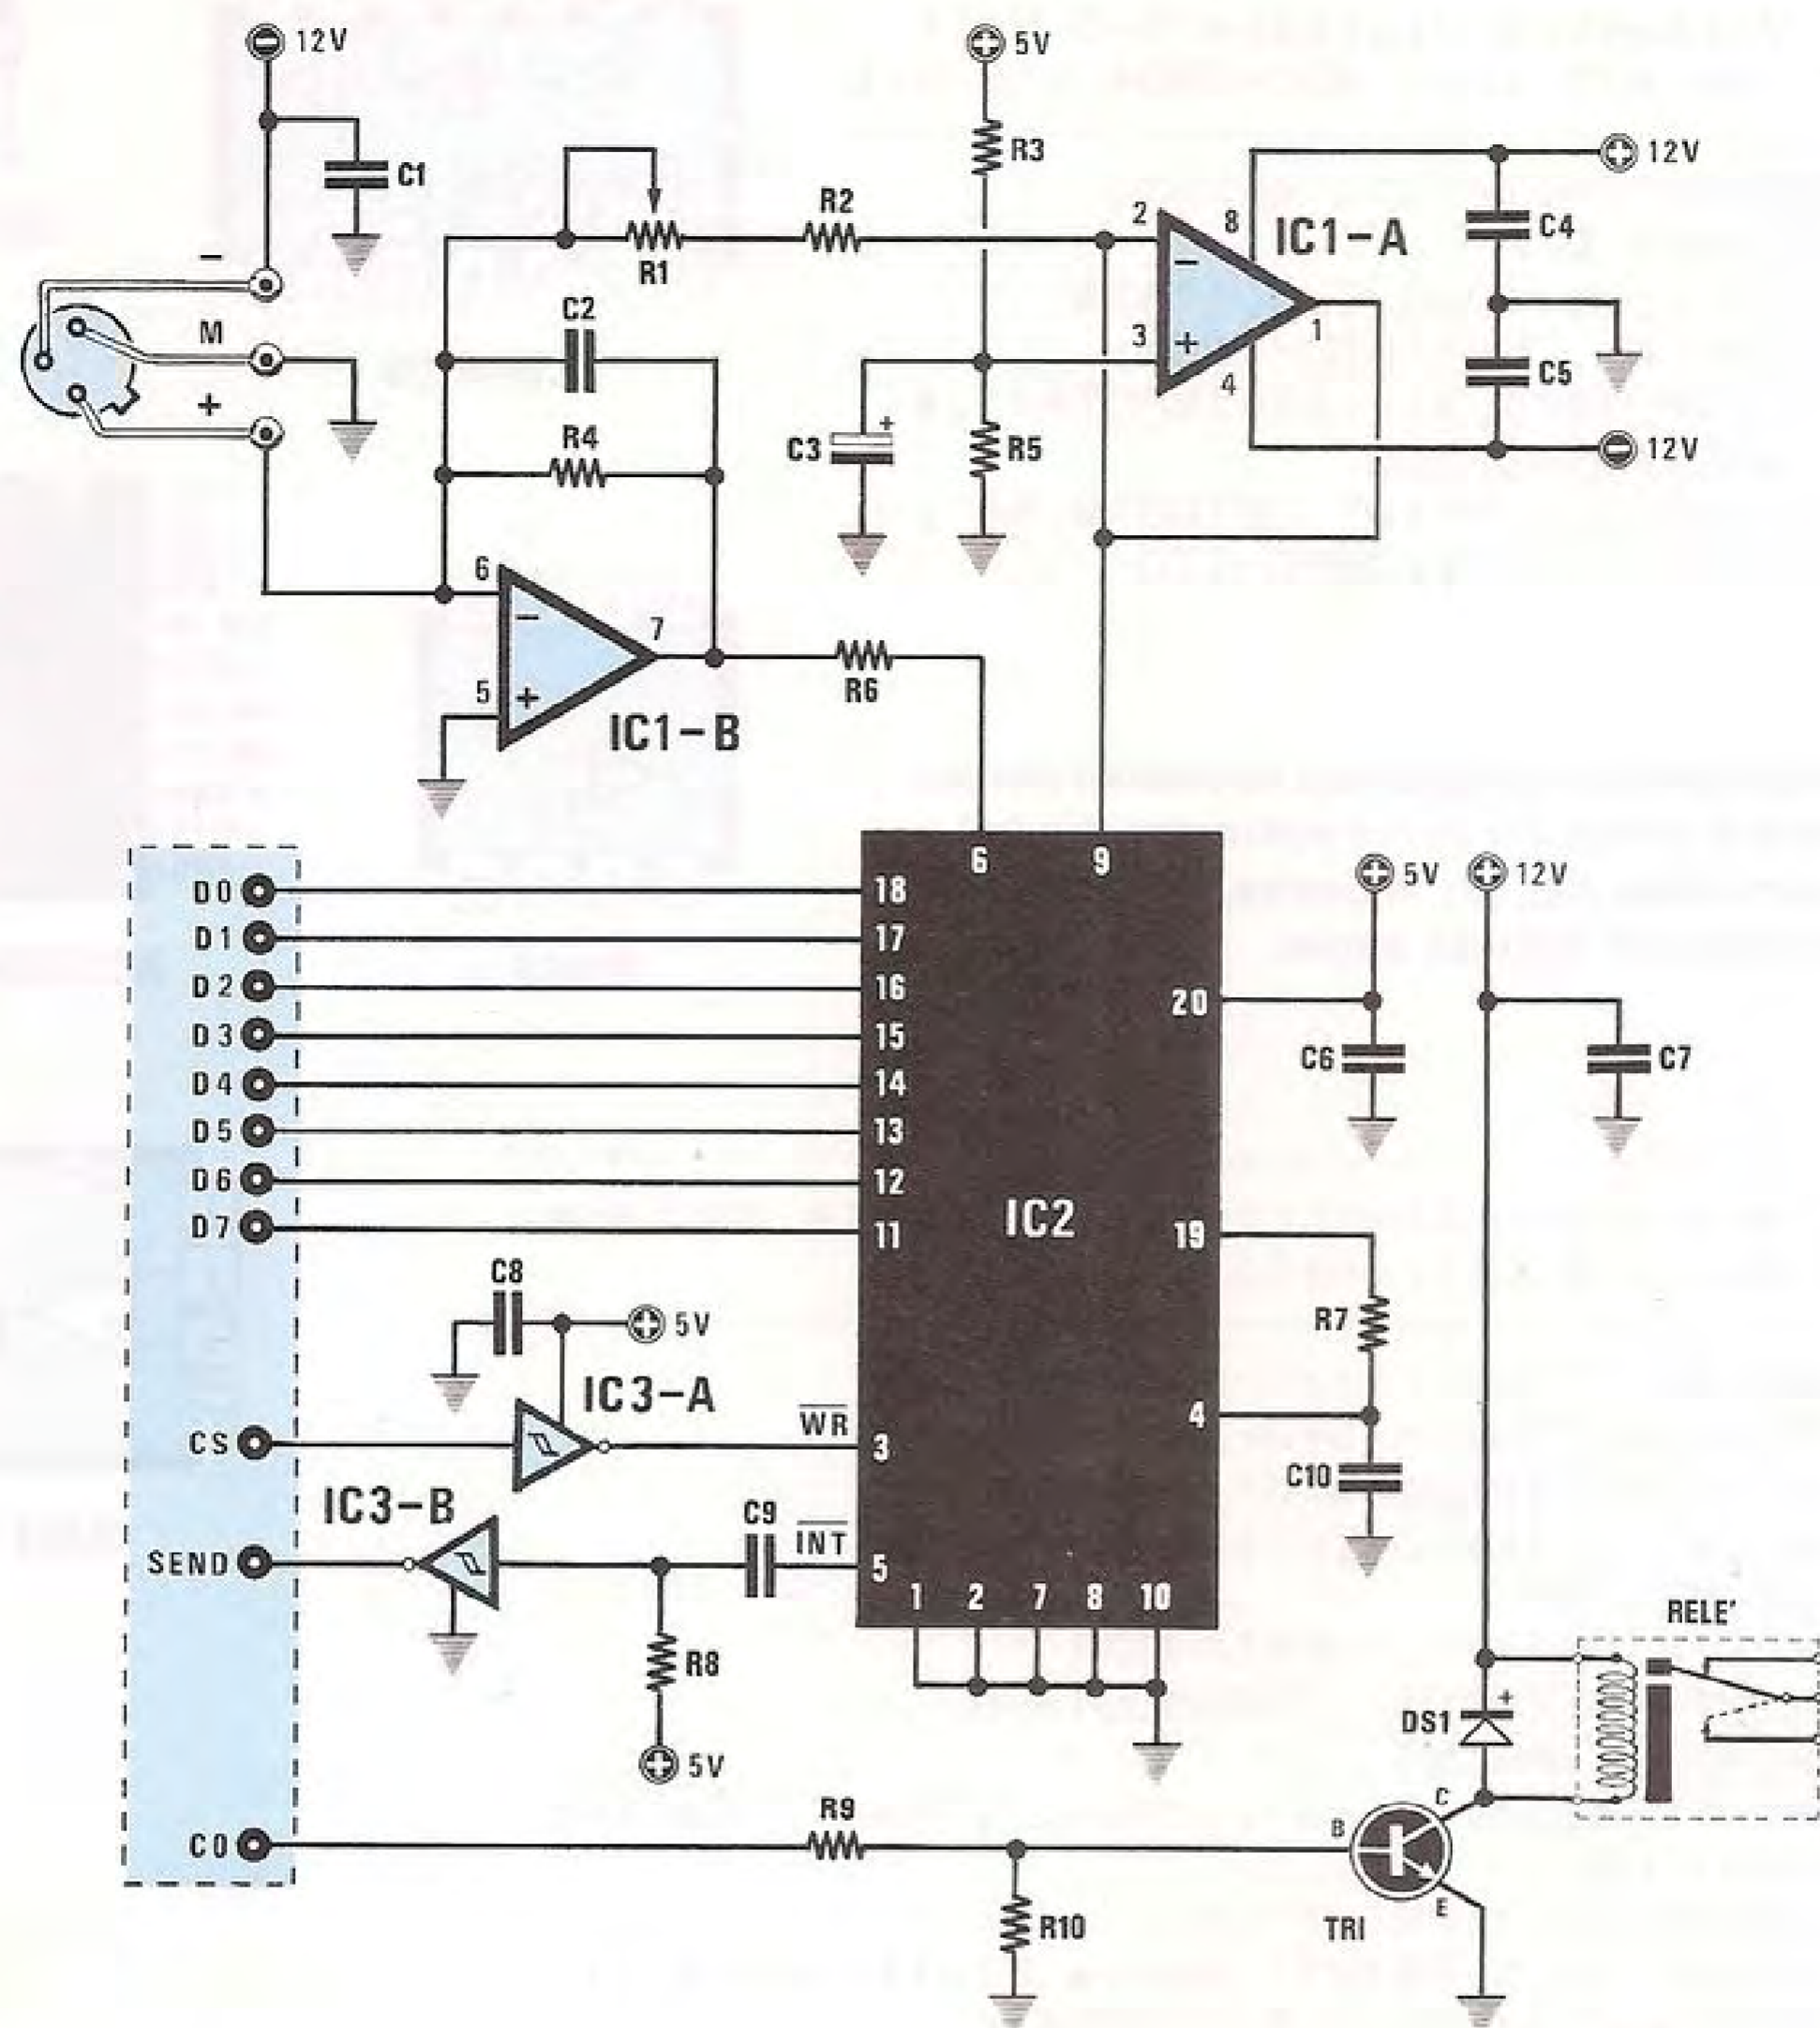 12V
5V
C1
R3
12V
R2
2
8
IC1-A
C4
R1
-
M
C2
3
1
4
C5
+
R4
C3
+
R5
12V
6
7
5
R6
IC1-B
6
9
5V
12V
D0
18
D1
17
D2
16
20
D3
15
C6
C7
D4
14
D5
13
D6
12
IC2
D7
11
19
C8
5V
R7
IC3-A
WR
4
CS
3
C10
IC3-B
C9
INT
SEND
5
1
2
7
8
10
RELE'
R8
+
DS1
5V
R9
C
B
C0
E
R10
TR1